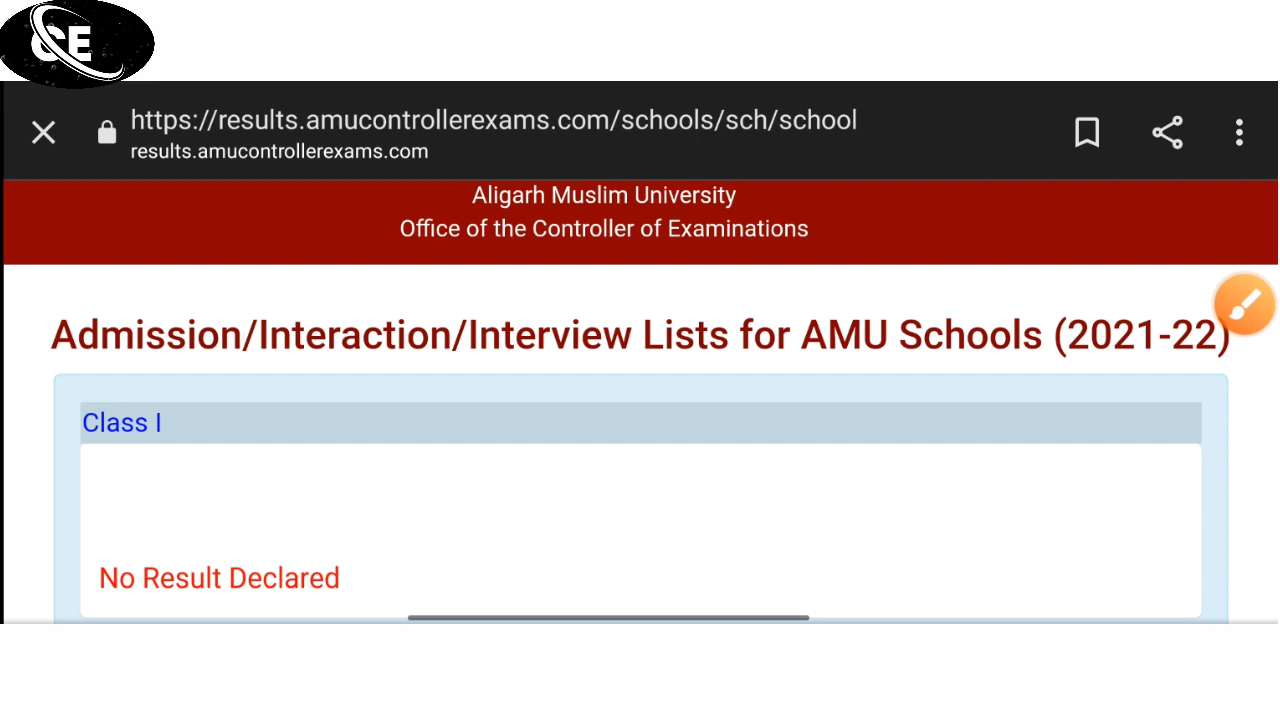 CE
https://results.amucontrollerexams.com/schools/sch/school
results.amucontrollerexams.com
Aligarh Muslim University
Office of the Controller of Examinations
Admission/Interaction/Interview Lists for AMU Schools (2021-22)
Class I
No Result Declared